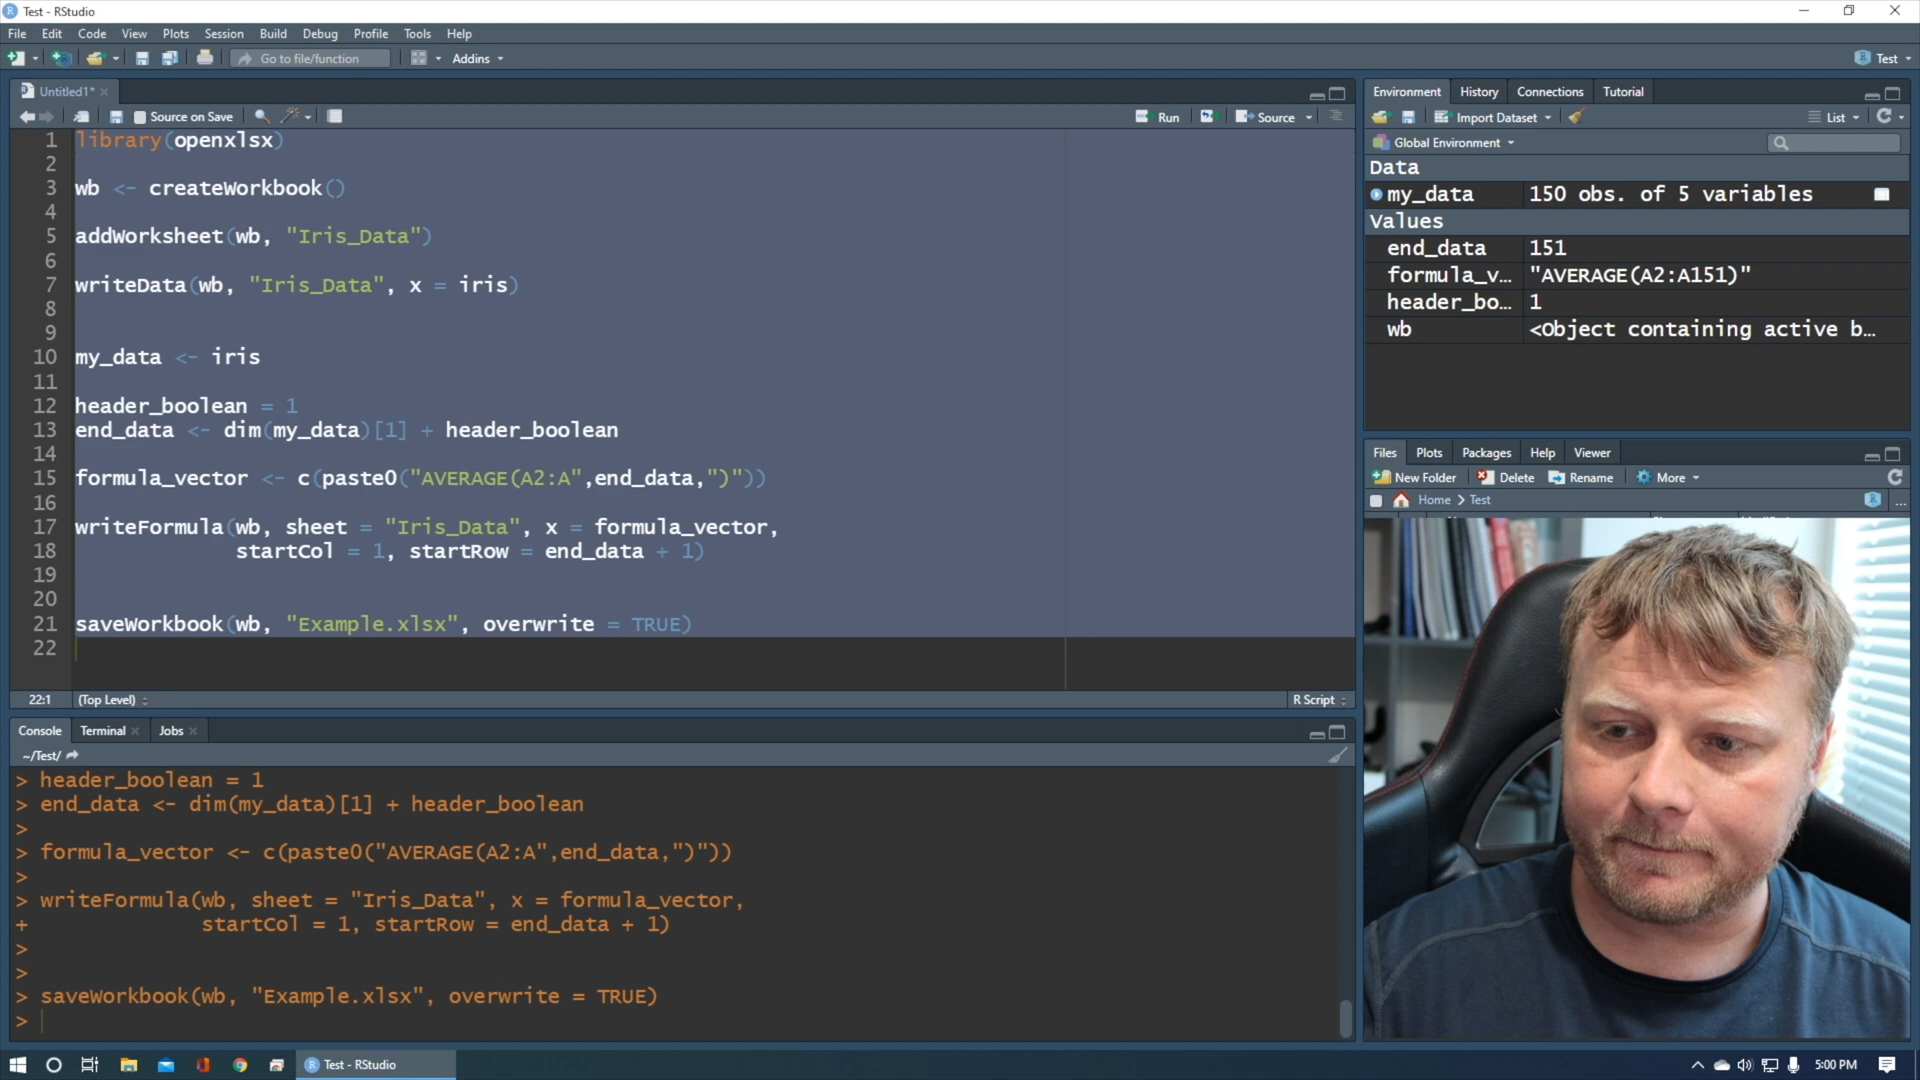 Test - RStudio
File Edit Code View Plots Session Build Debug Profile Tools Help
Go to file/function Addins Test
Untitled1*
Source on Save Run Source
1 library(openxlsx)
2
3 wb <- createWorkbook()
4
5 addWorksheet(wb, "Iris_Data")
6
7 writeData(wb, "Iris_Data", x = iris)
8
9
10 my_data <- iris
11
12 header_boolean = 1
13 end_data <- dim(my_data)[1] + header_boolean
14
15 formula_vector <- c(paste0("AVERAGE(A2:A",end_data,")"))
16
17 writeFormula(wb, sheet = "Iris_Data", x = formula_vector,
18 startCol = 1, startRow = end_data + 1)
19
20
21 saveWorkbook(wb, "Example.xlsx", overwrite = TRUE)
22
22:1 (Top Level) R Script
Console Terminal Jobs
~/Test/
> header_boolean = 1
> end_data <- dim(my_data)[1] + header_boolean
>
> formula_vector <- c(paste0("AVERAGE(A2:A",end_data,")"))
>
> writeFormula(wb, sheet = "Iris_Data", x = formula_vector,
+ startCol = 1, startRow = end_data + 1)
>
>
> saveWorkbook(wb, "Example.xlsx", overwrite = TRUE)
>
Environment History Connections Tutorial
Import Dataset List
Global Environment
Data
my_data 150 obs. of 5 variables
Values
end_data 151
formula_v... "AVERAGE(A2:A151)"
header_bo... 1
wb <Object containing active b...
Files Plots Packages Help Viewer
New Folder Delete Rename More
Home > Test ...
Test - RStudio
5:00 PM